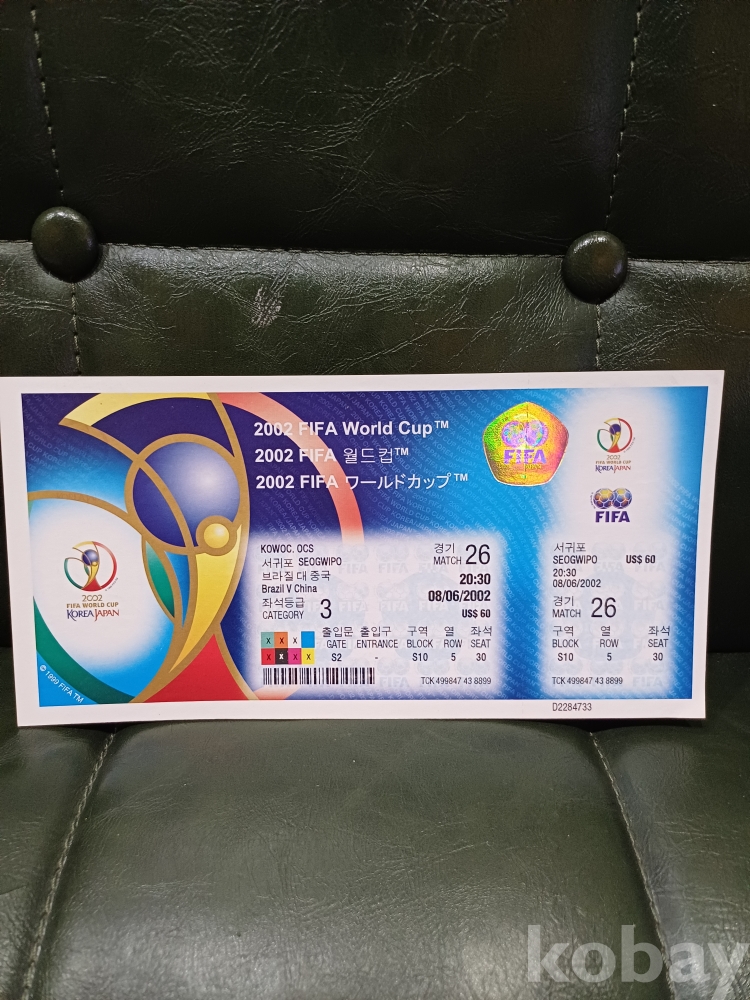 2002 FIFA World Cup™
2002 FIFA 월드컵™
2002 FIFA ワールドカップ™
FIFA
2002
FIFA WORLD CUP
KOREA JAPAN
FIFA
2002
FIFA WORLD CUP
KOREA JAPAN
© 1999 FIFA TM
KOWOC. OCS
서귀포 SEOGWIPO
브라질 대 중국
Brazil V China
좌석등급
CATEGORY 3
경기
MATCH 26
20:30
08/06/2002
US$ 60
X X X X
X X X X
출입문 출입구 구역 열 좌석
GATE ENTRANCE BLOCK ROW SEAT
S2 - S10 5 30
TCK 499847 43 8899
서귀포
SEOGWIPO US$ 60
20:30
08/06/2002
경기
MATCH 26
구역 열 좌석
BLOCK ROW SEAT
S10 5 30
TCK 499847 43 8899
D2284733
kobay